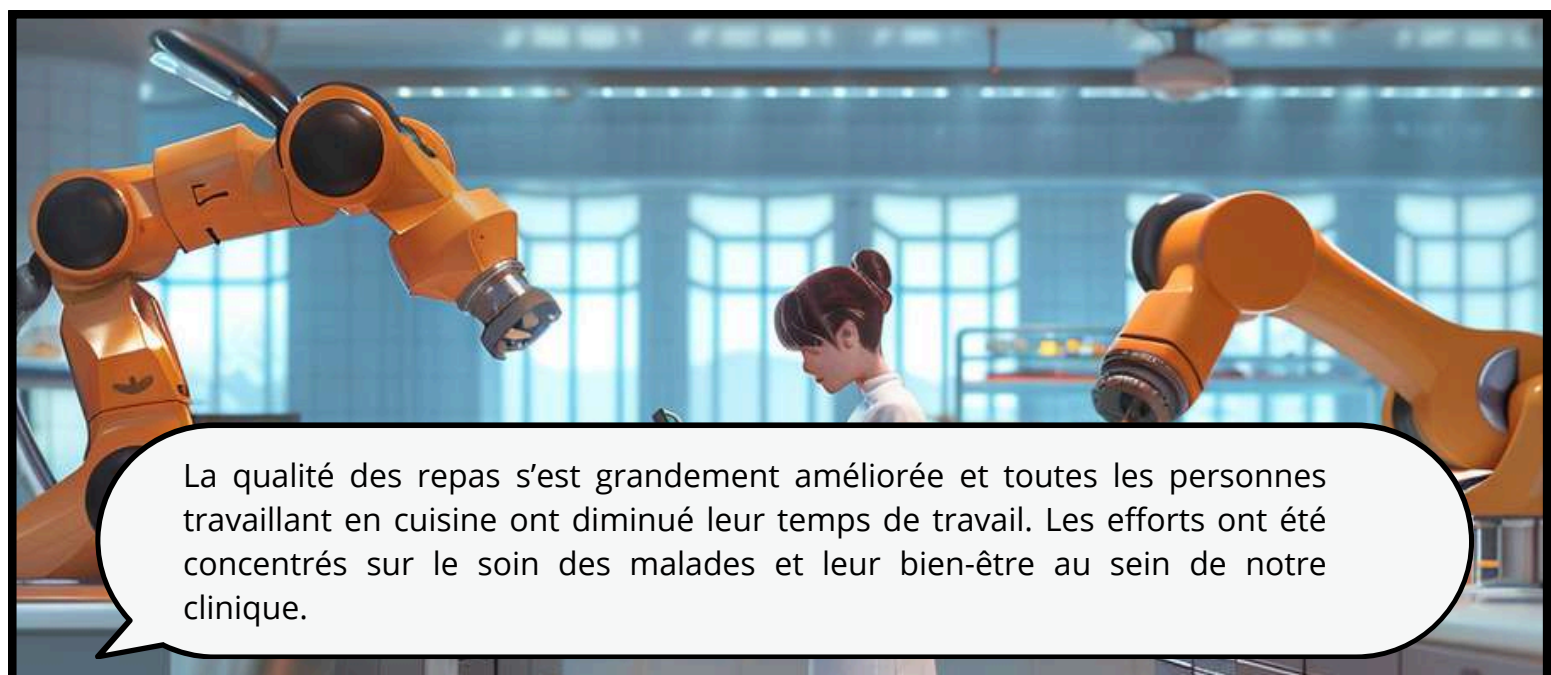 La qualité des repas s’est grandement améliorée et toutes les personnes
travaillant en cuisine ont diminué leur temps de travail. Les efforts ont été
concentrés sur le soin des malades et leur bien-être au sein de notre
clinique.